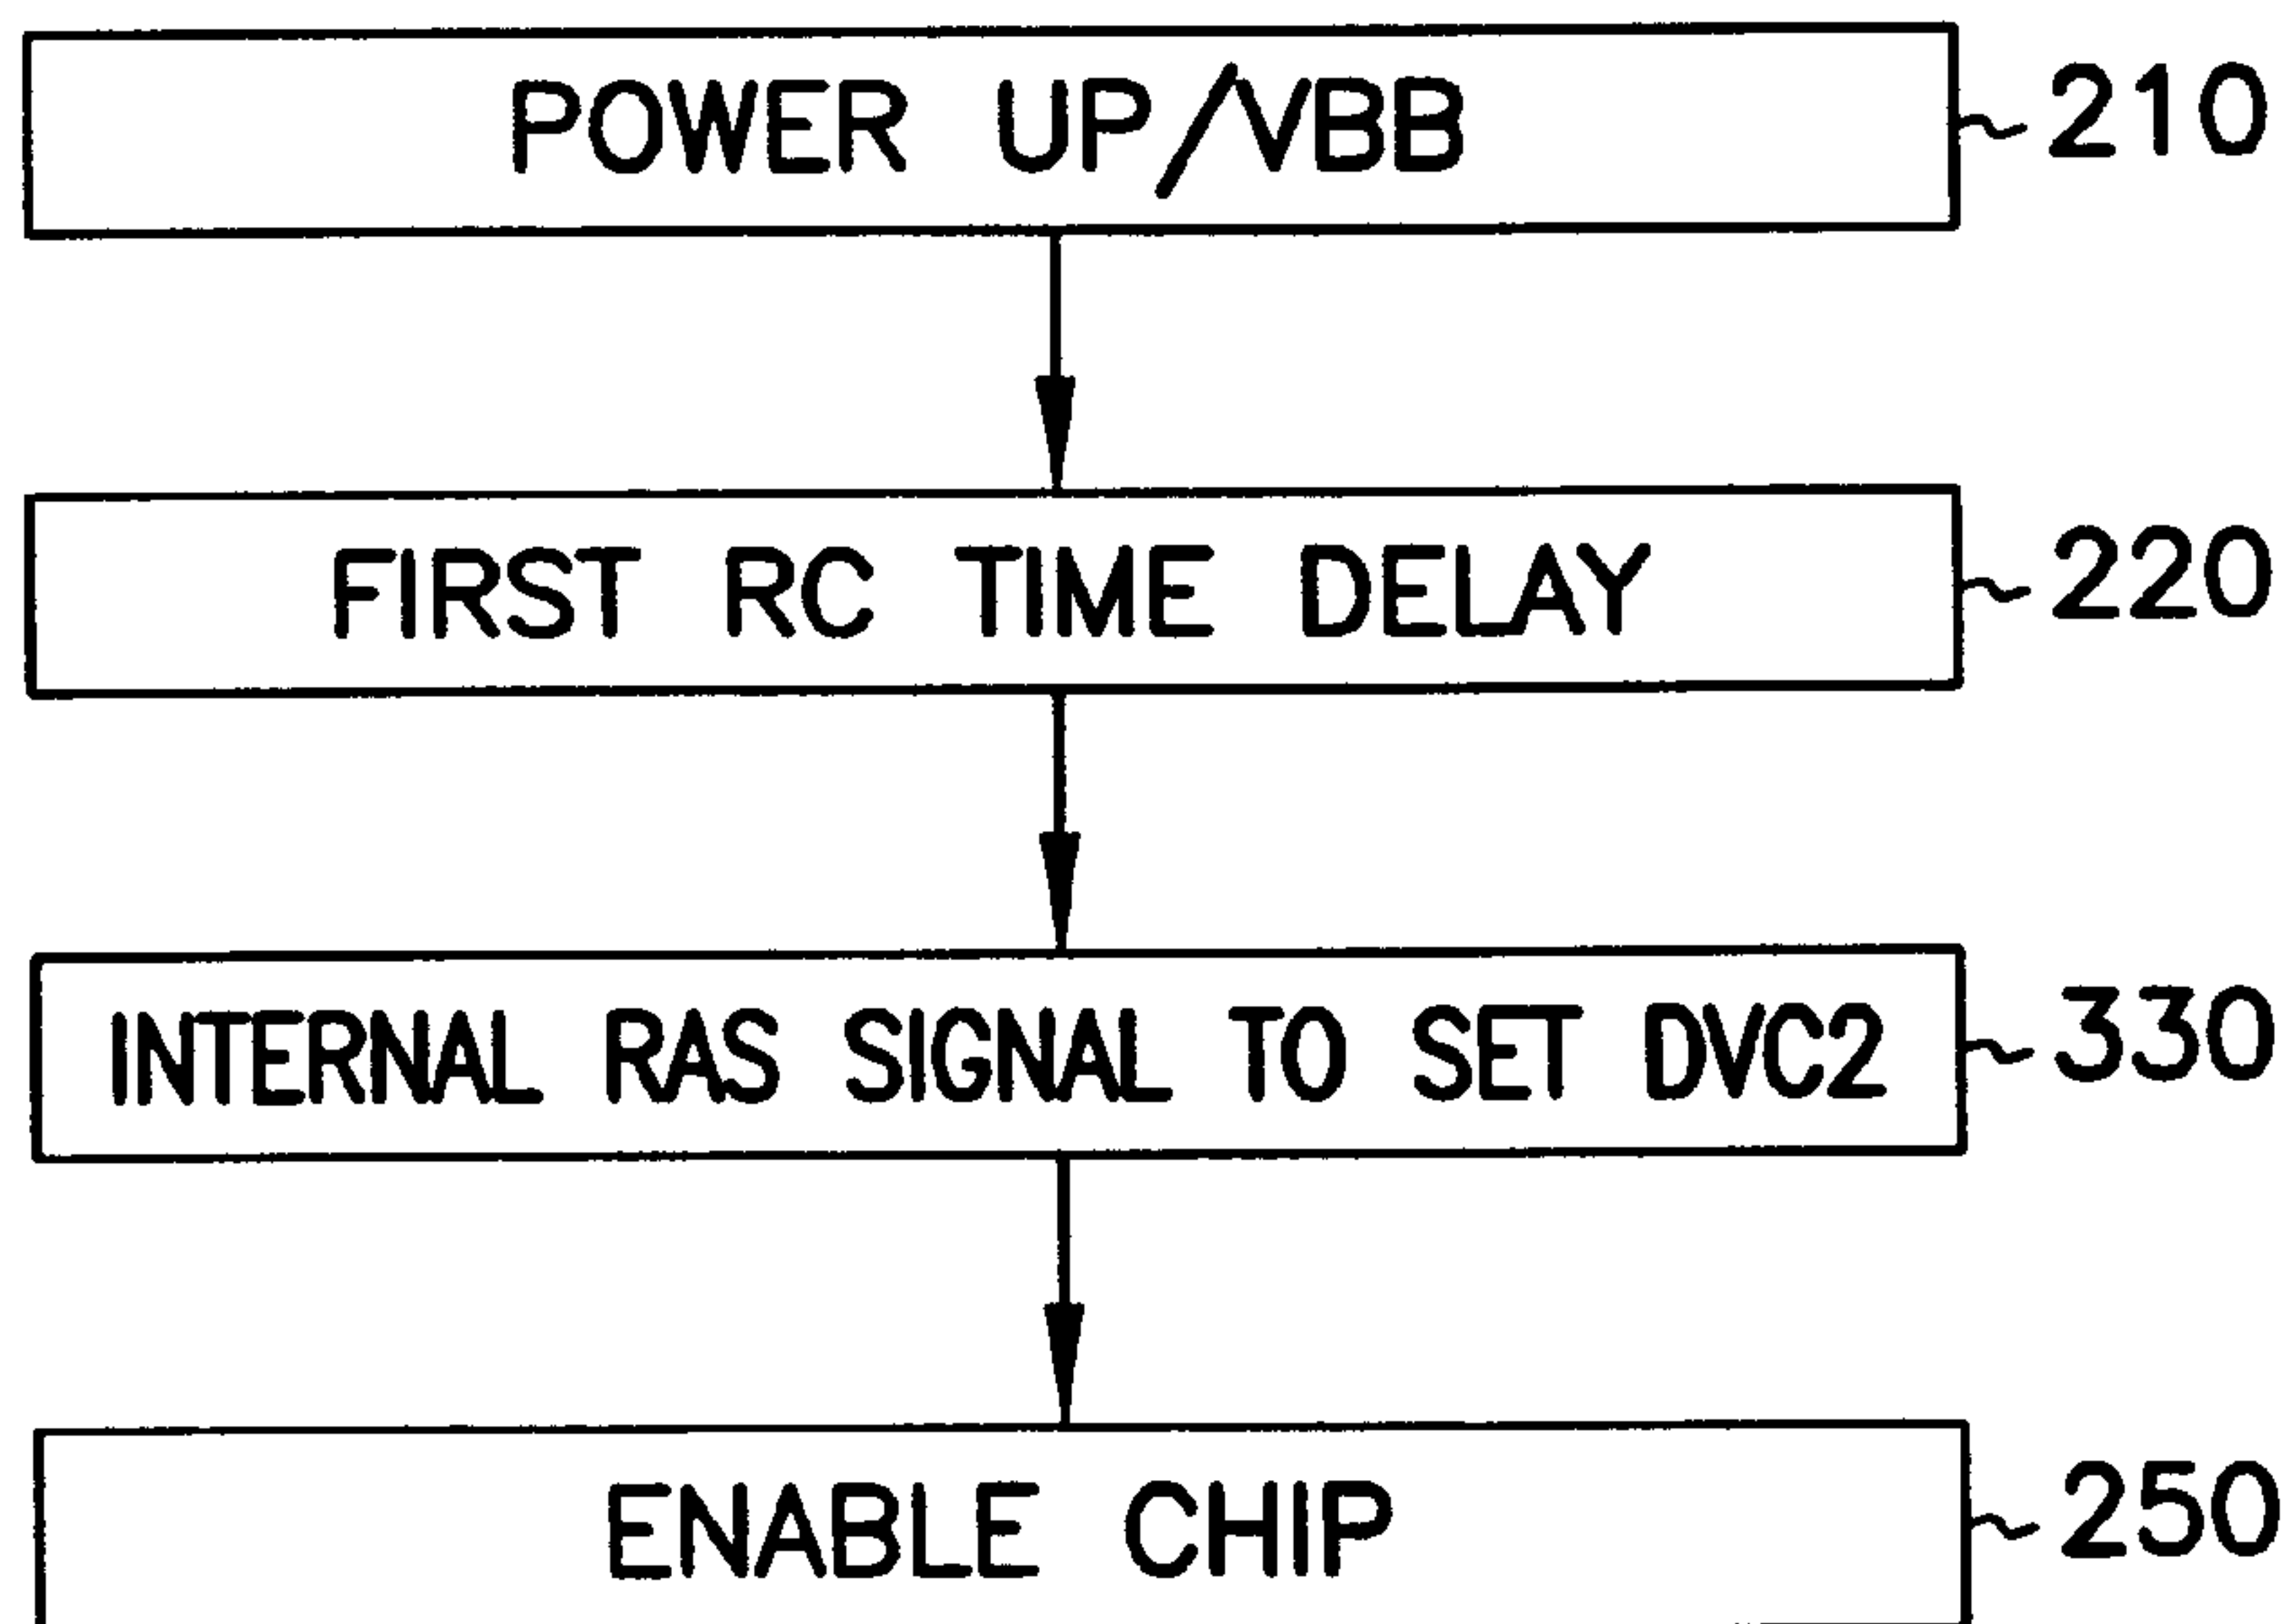 POWER UP/VBB 210
FIRST RC TIME DELAY 220
INTERNAL RAS SIGNAL TO SET DVC2 330
ENABLE CHIP 250